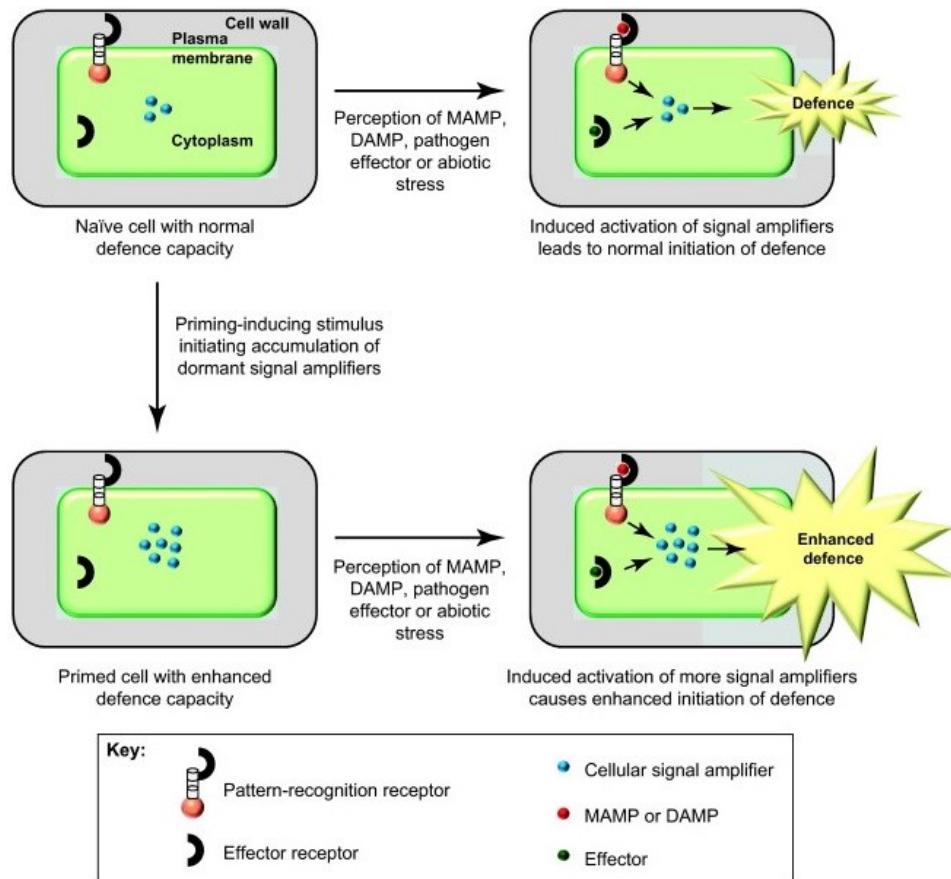 Cell wall
Plasma
membrane
Cytoplasm
Perception of MAMP,
DAMP, pathogen
effector or abiotic
stress
Defence
Naïve cell with normal
defence capacity
Induced activation of signal amplifiers
leads to normal initiation of defence
Priming-inducing stimulus
initiating accumulation of
dormant signal amplifiers
Perception of MAMP,
DAMP, pathogen
effector or abiotic
stress
Enhanced
defence
Primed cell with enhanced
defence capacity
Induced activation of more signal amplifiers
causes enhanced initiation of defence
Key:
Pattern-recognition receptor
Effector receptor
Cellular signal amplifier
MAMP or DAMP
Effector